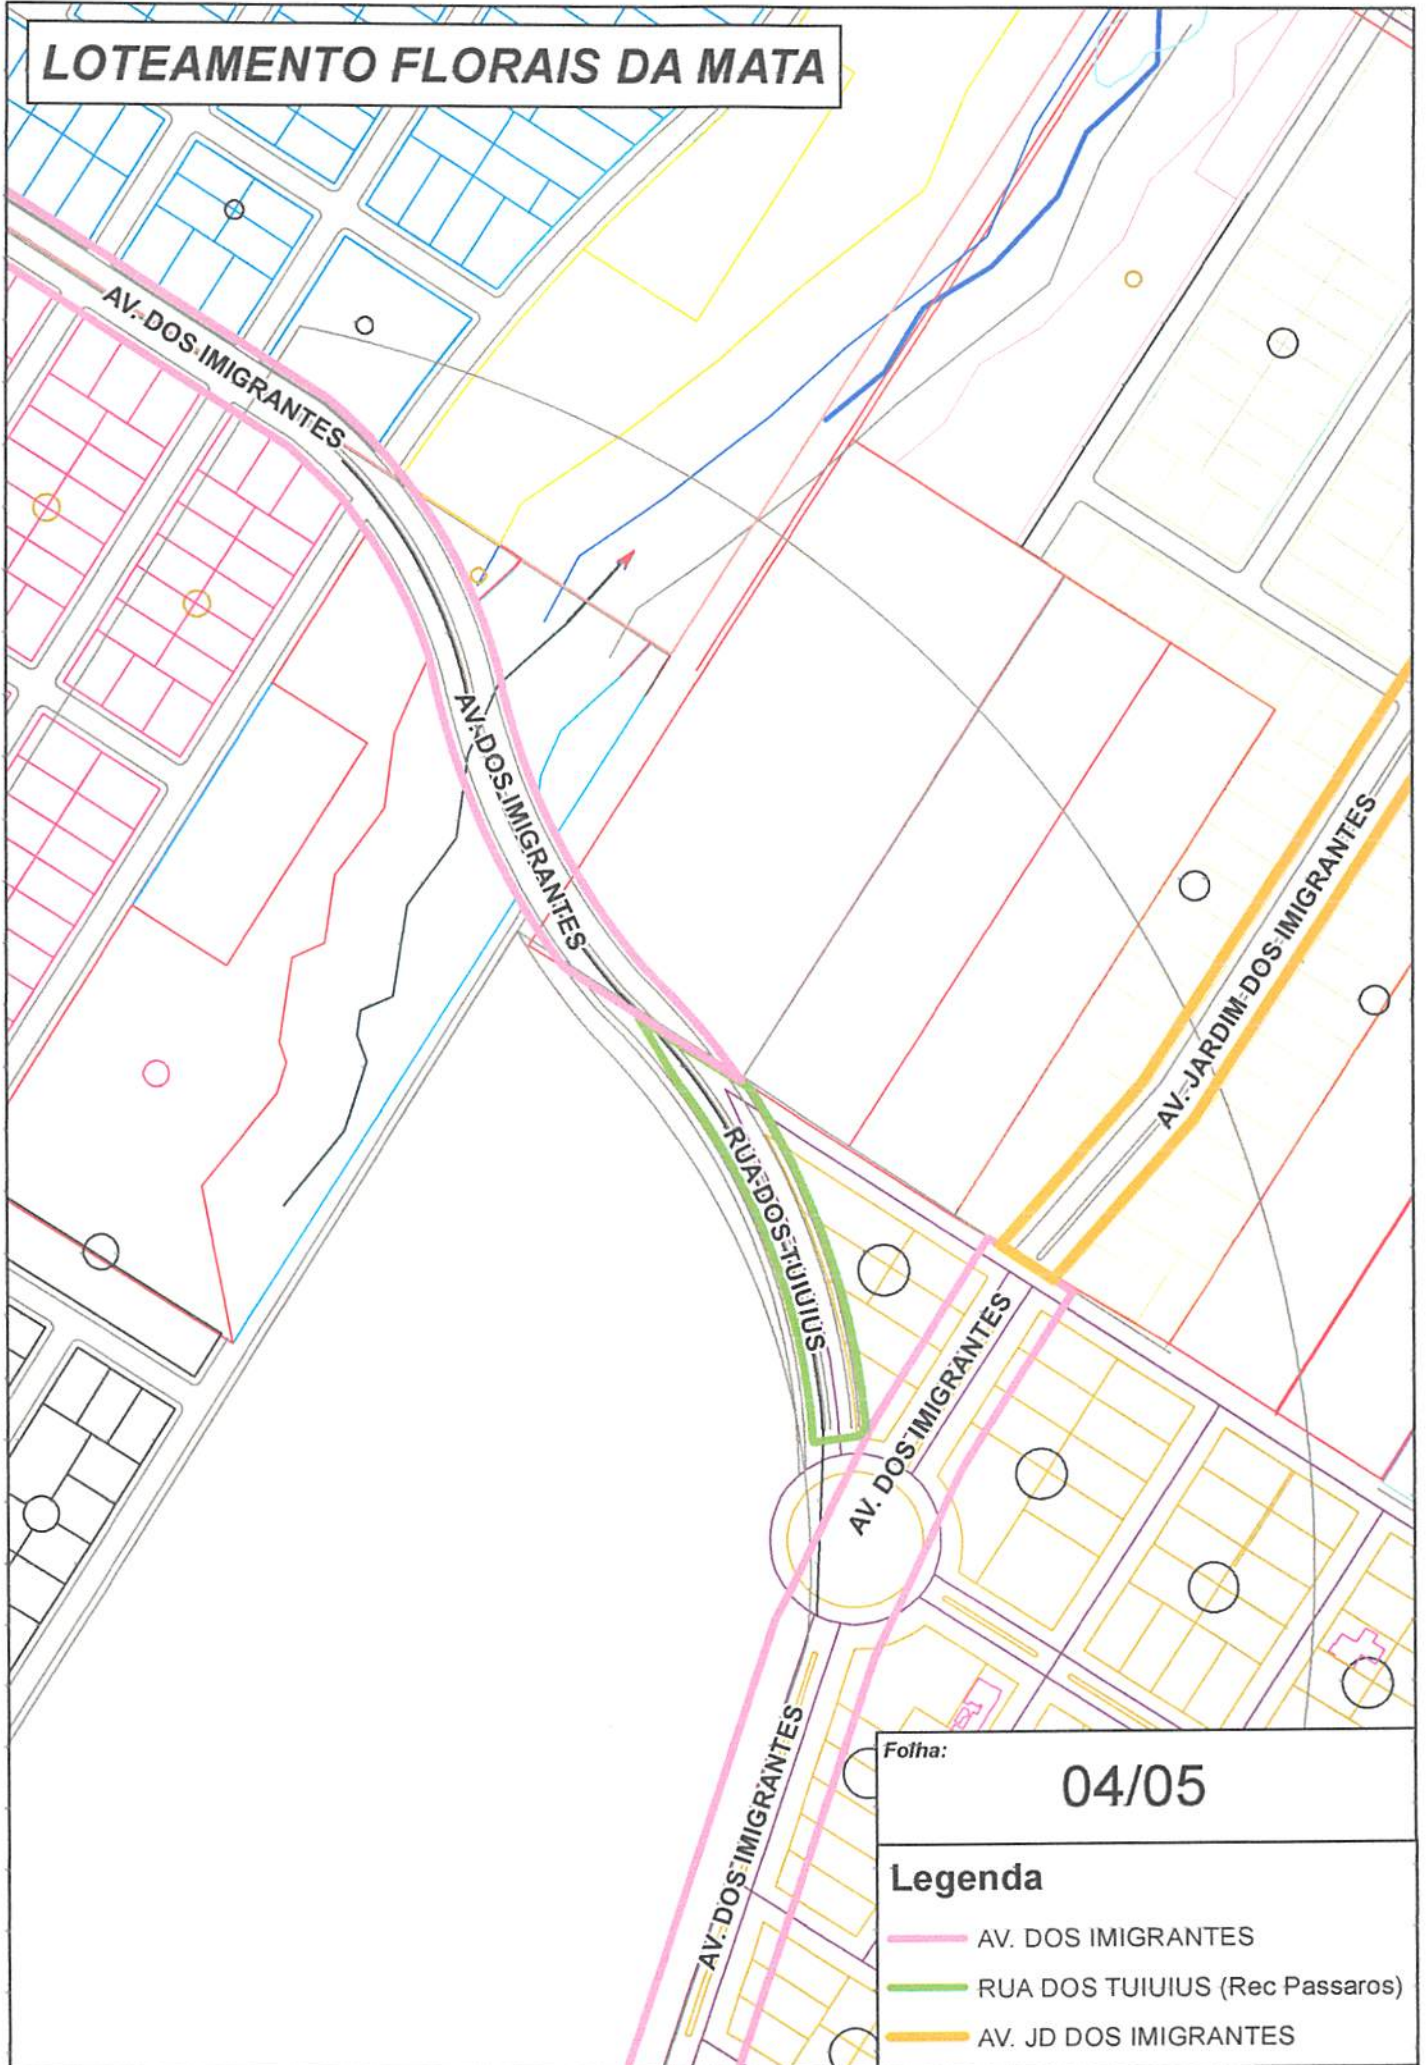 LOTEAMENTO FLORAIS DA MATA
AV. DOS IMIGRANTES
AV. DOS IMIGRANTES
AV. JARDIM DOS IMIGRANTES
RUA DOS TUIUIUS
AV. DOS IMIGRANTES
AV. DOS IMIGRANTES
Folha:
04/05
Legenda
AV. DOS IMIGRANTES
RUA DOS TUIUIUS (Rec Passaros)
AV. JD DOS IMIGRANTES